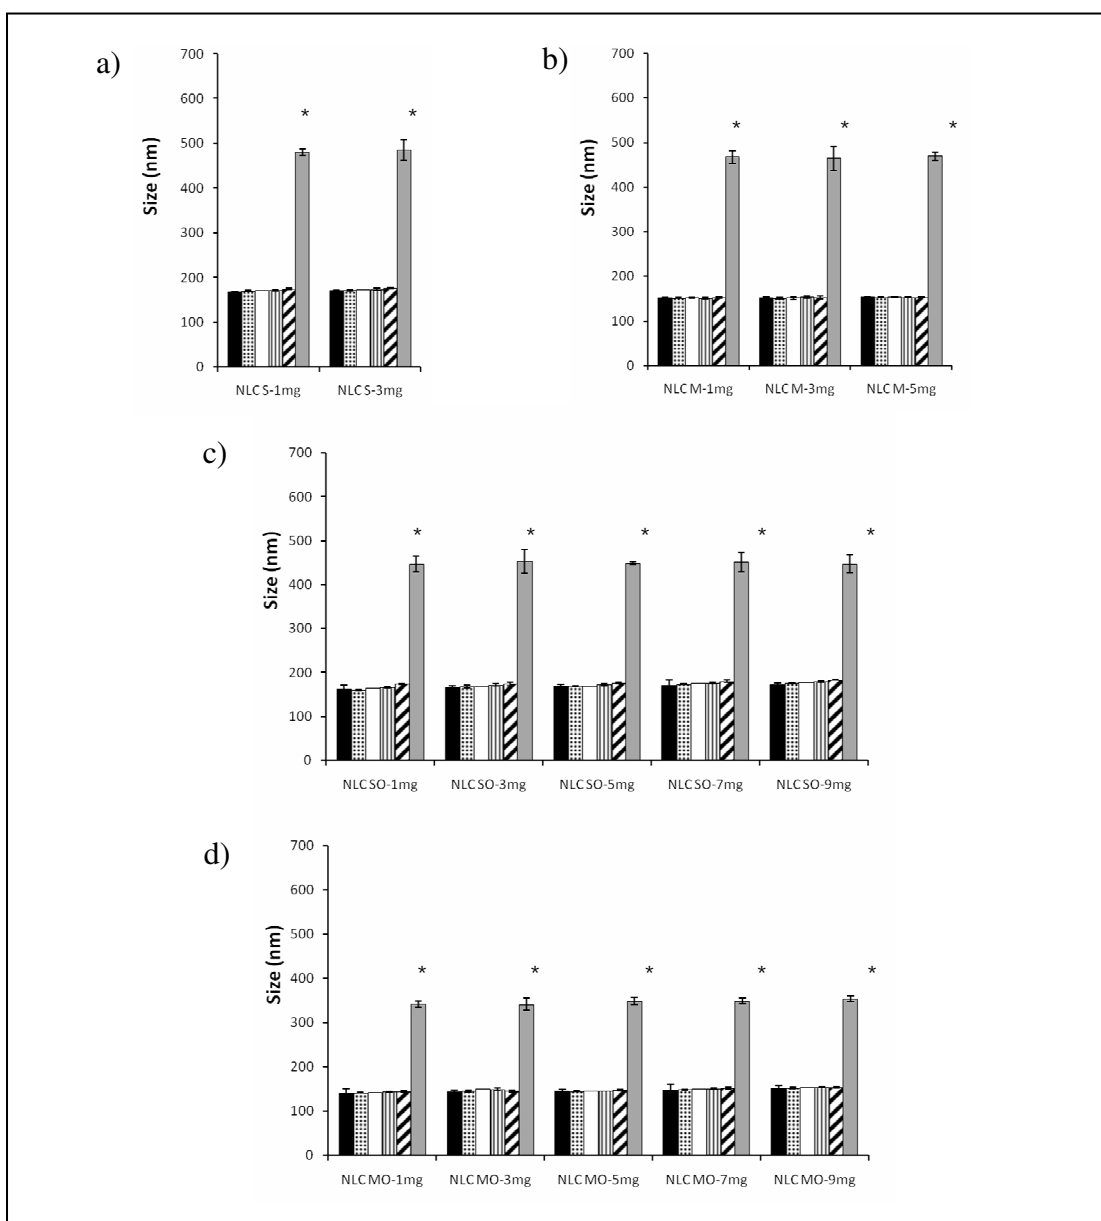 a)
700
600
500
400
300
200
100
0
Size (nm)
*
*
NLC S-1mg
NLC S-3mg
b)
700
600
500
400
300
200
100
0
Size (nm)
*
*
*
NLC M-1mg
NLC M-3mg
NLC M-5mg
c)
700
600
500
400
300
200
100
0
Size (nm)
*
*
*
*
*
NLC SO-1mg
NLC SO-3mg
NLC SO-5mg
NLC SO-7mg
NLC SO-9mg
d)
700
600
500
400
300
200
100
0
Size (nm)
*
*
*
*
*
NLC MO-1mg
NLC MO-3mg
NLC MO-5mg
NLC MO-7mg
NLC MO-9mg